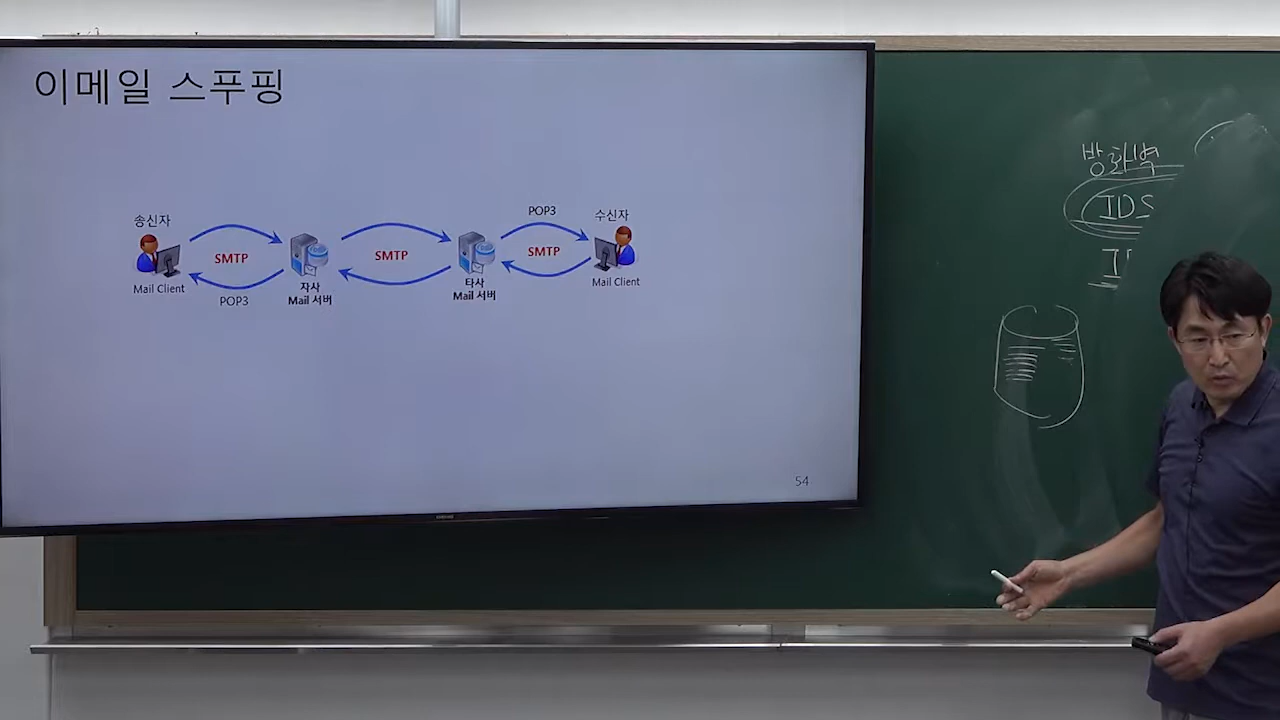 이메일 스푸핑
송신자
SMTP
Mail Client
POP3
자사
Mail 서버
SMTP
타사
Mail 서버
POP3
수신자
SMTP
Mail Client
54
방화벽
IDS